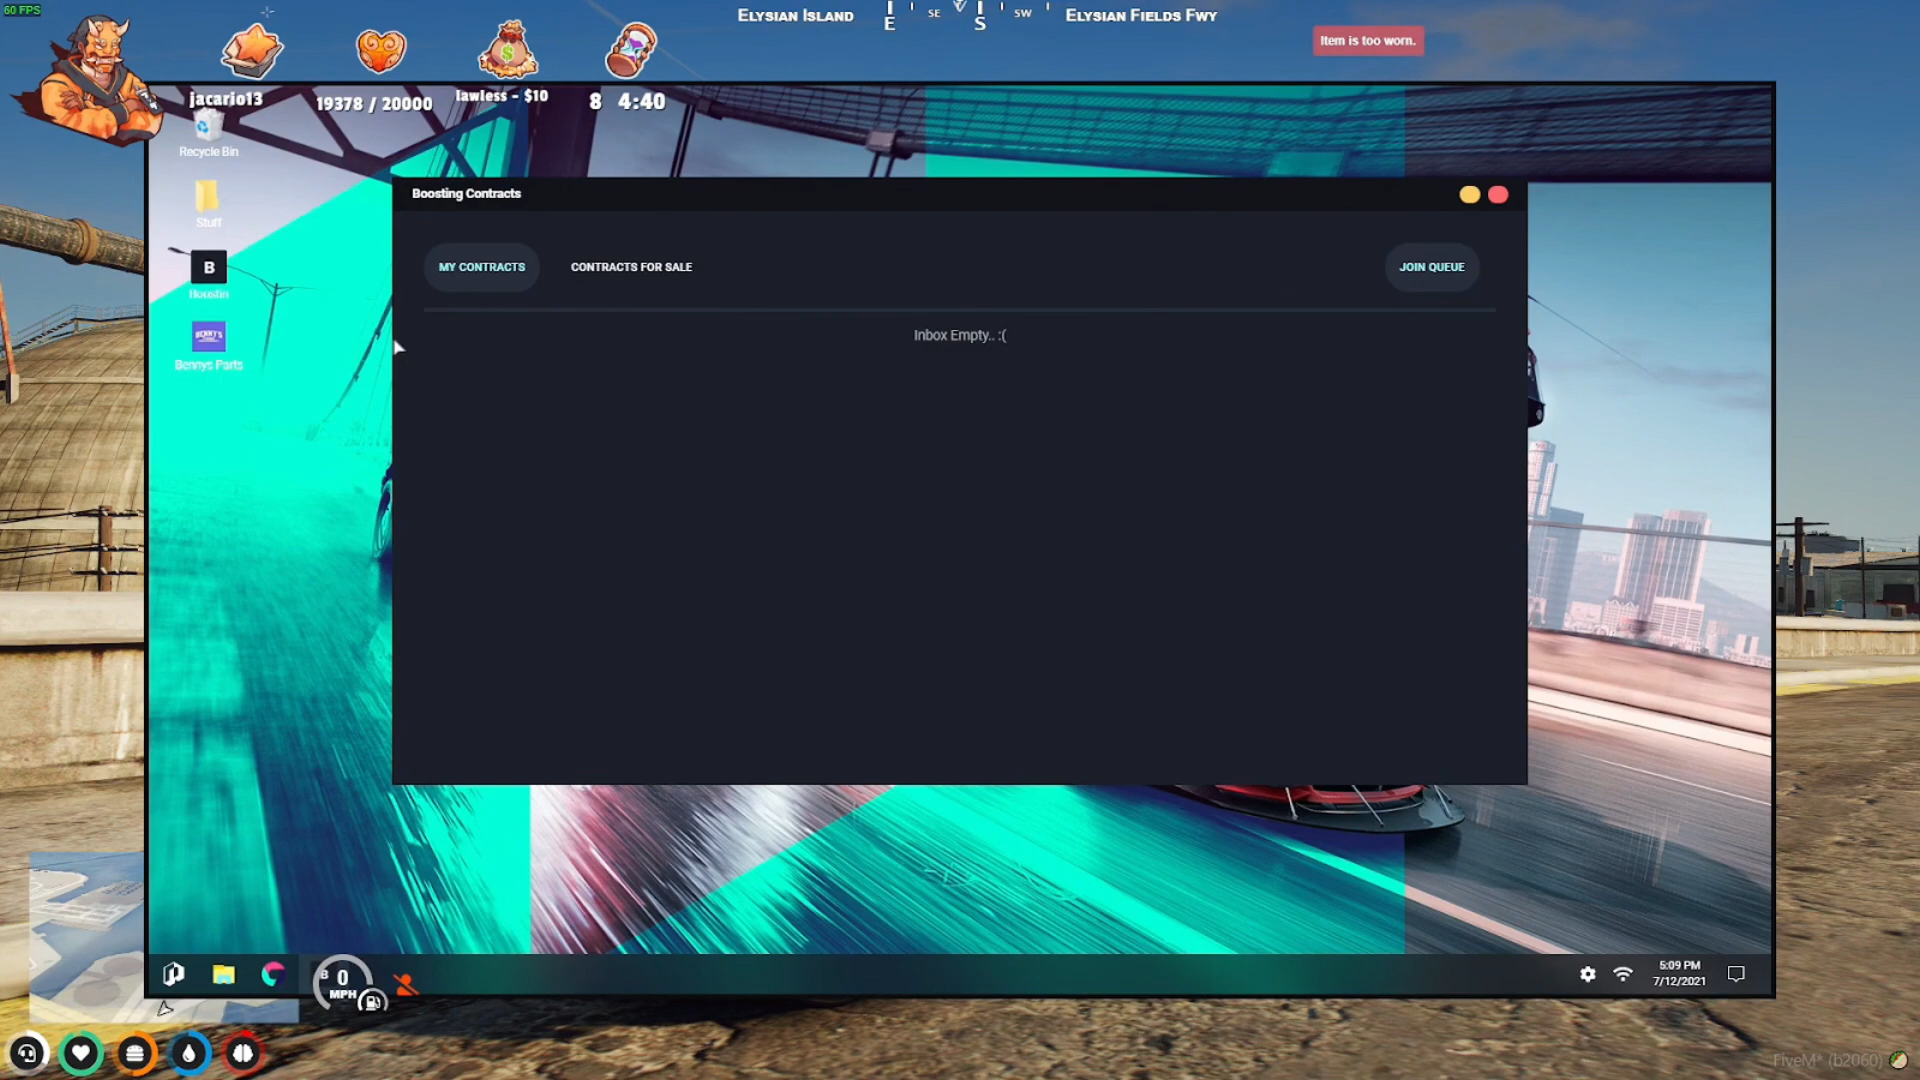 60 FPS
ELYSIAN ISLAND
E
SE
S
SW
ELYSIAN FIELDS FWY
Item is too worn.
jacario13
19378 / 20000
lawless - $10
8 4:40
Recycle Bin
Boosting Contracts
Stuff
MY CONTRACTS
CONTRACTS FOR SALE
JOIN QUEUE
B
Inbox Empty.. :(
BENNY'S
Bennys Parts
B
0
MPH
5:09 PM
7/12/2021
FiveM* (b2060)